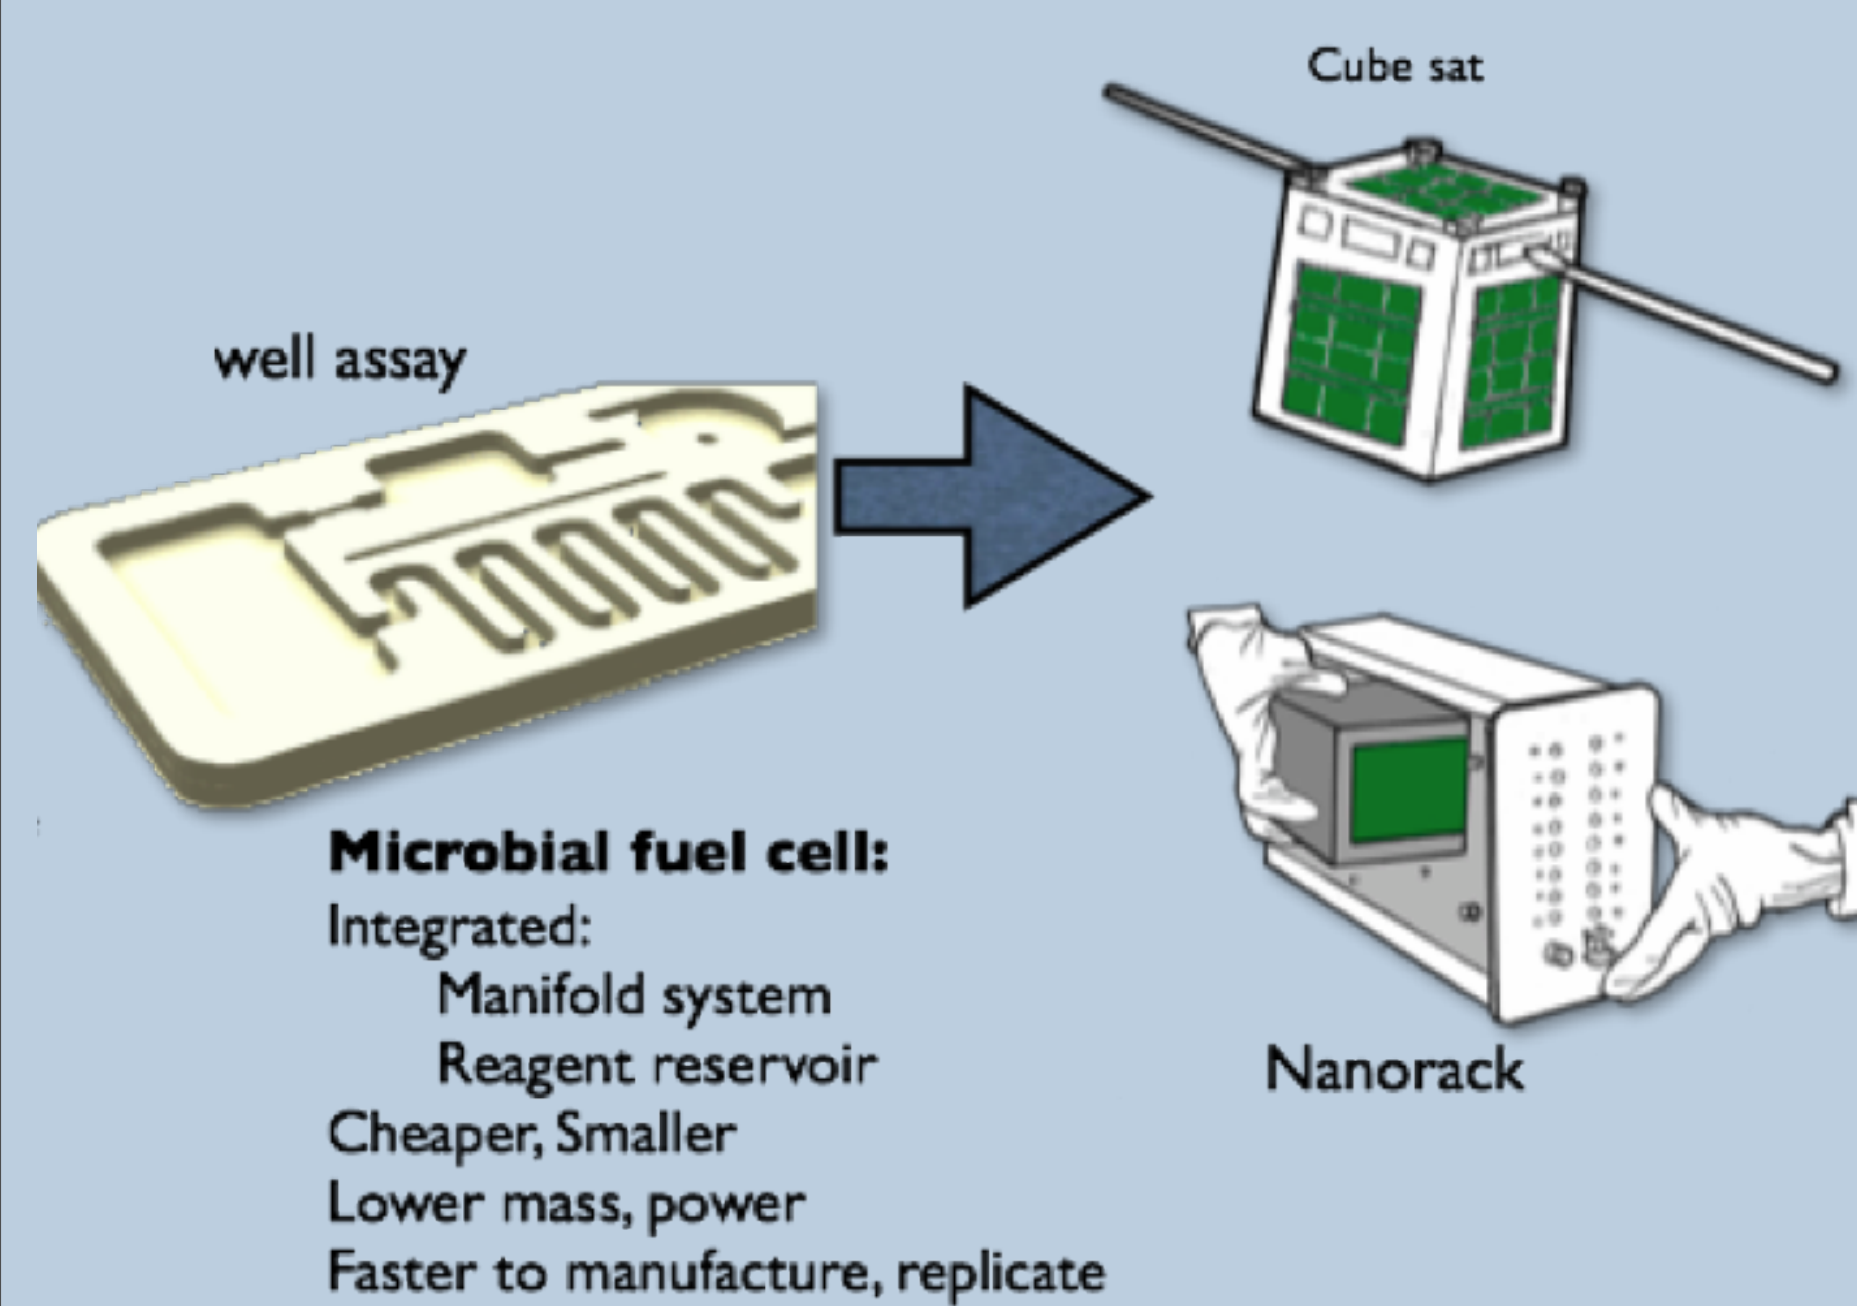 Cube sat
well assay
Microbial fuel cell:
Integrated:
Manifold system
Reagent reservoir
Cheaper, Smaller
Lower mass, power
Faster to manufacture, replicate
Nanorack